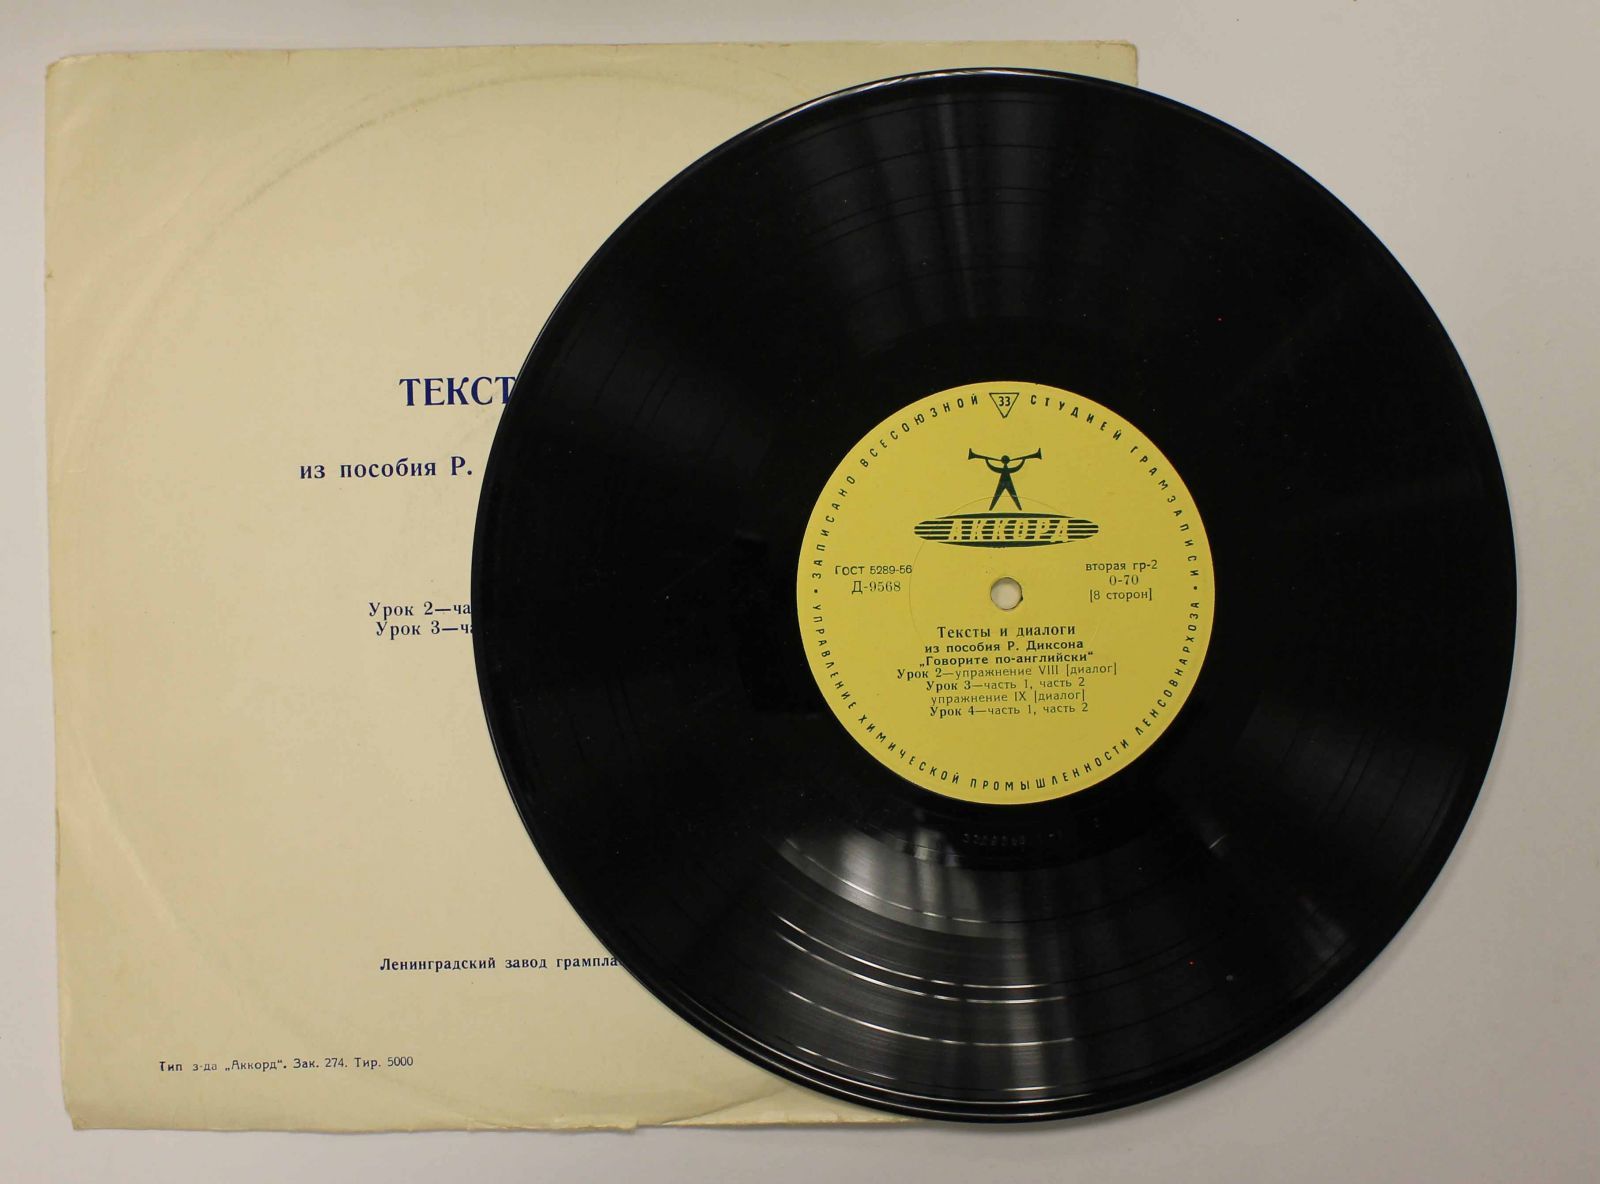 ТЕКСТ
из пособия Р.
Урок 2—ча
Урок 3—ча
Ленинградский завод грампла
Тип з-да „Аккорд“. Зак. 274. Тир. 5000
ЗАПИСАНО ВСЕСОЮЗНОЙ 33 СТУДИЕЙ ГРАМЗАПИСИ
АККОРД
ГОСТ 5289-56
Д-9568
вторая гр-2
0-70
[8 сторон]
Тексты и диалоги
из пособия Р. Диксона
„Говорите по-английски“
Урок 2—упражнение VIII [диалог]
Урок 3—часть 1, часть 2
упражнение IX [диалог]
Урок 4—часть 1, часть 2
• УПРАВЛЕНИЕ ХИМИЧЕСКОЙ ПРОМЫШЛЕННОСТИ ЛЕНСОВНАРХОЗА •